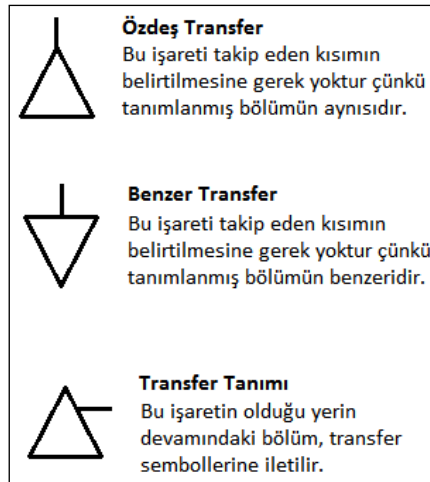 Özdeş Transfer
Bu işareti takip eden kısımın
belirtilmesine gerek yoktur çünkü
tanımlanmış bölümün aynısıdır.
Benzer Transfer
Bu işareti takip eden kısımın
belirtilmesine gerek yoktur çünkü
tanımlanmış bölümün benzeridir.
Transfer Tanımı
Bu işaretin olduğu yerin
devamındaki bölüm, transfer
sembollerine iletilir.